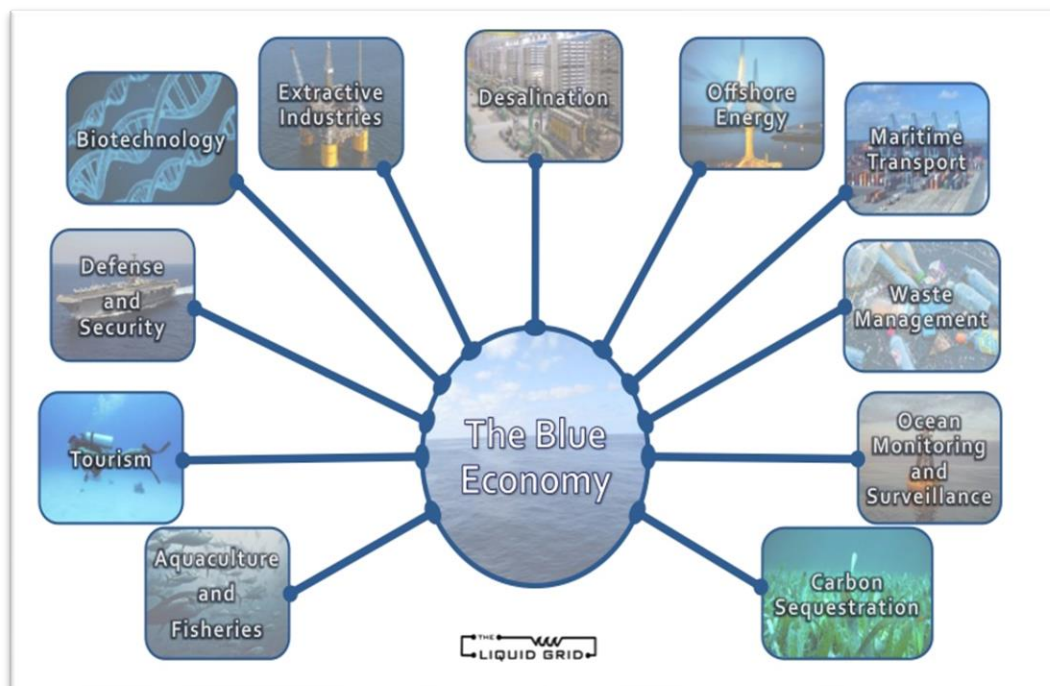 Extractive
Industries
Desalination
Offshore
Energy
Biotechnology
Maritime
Transport
Defense
and
Security
Waste
Management
The Blue
Economy
Tourism
Ocean
Monitoring
and
Surveillance
Aquaculture
and
Fisheries
Carbon
Sequestration
THE
LIQUID GRID